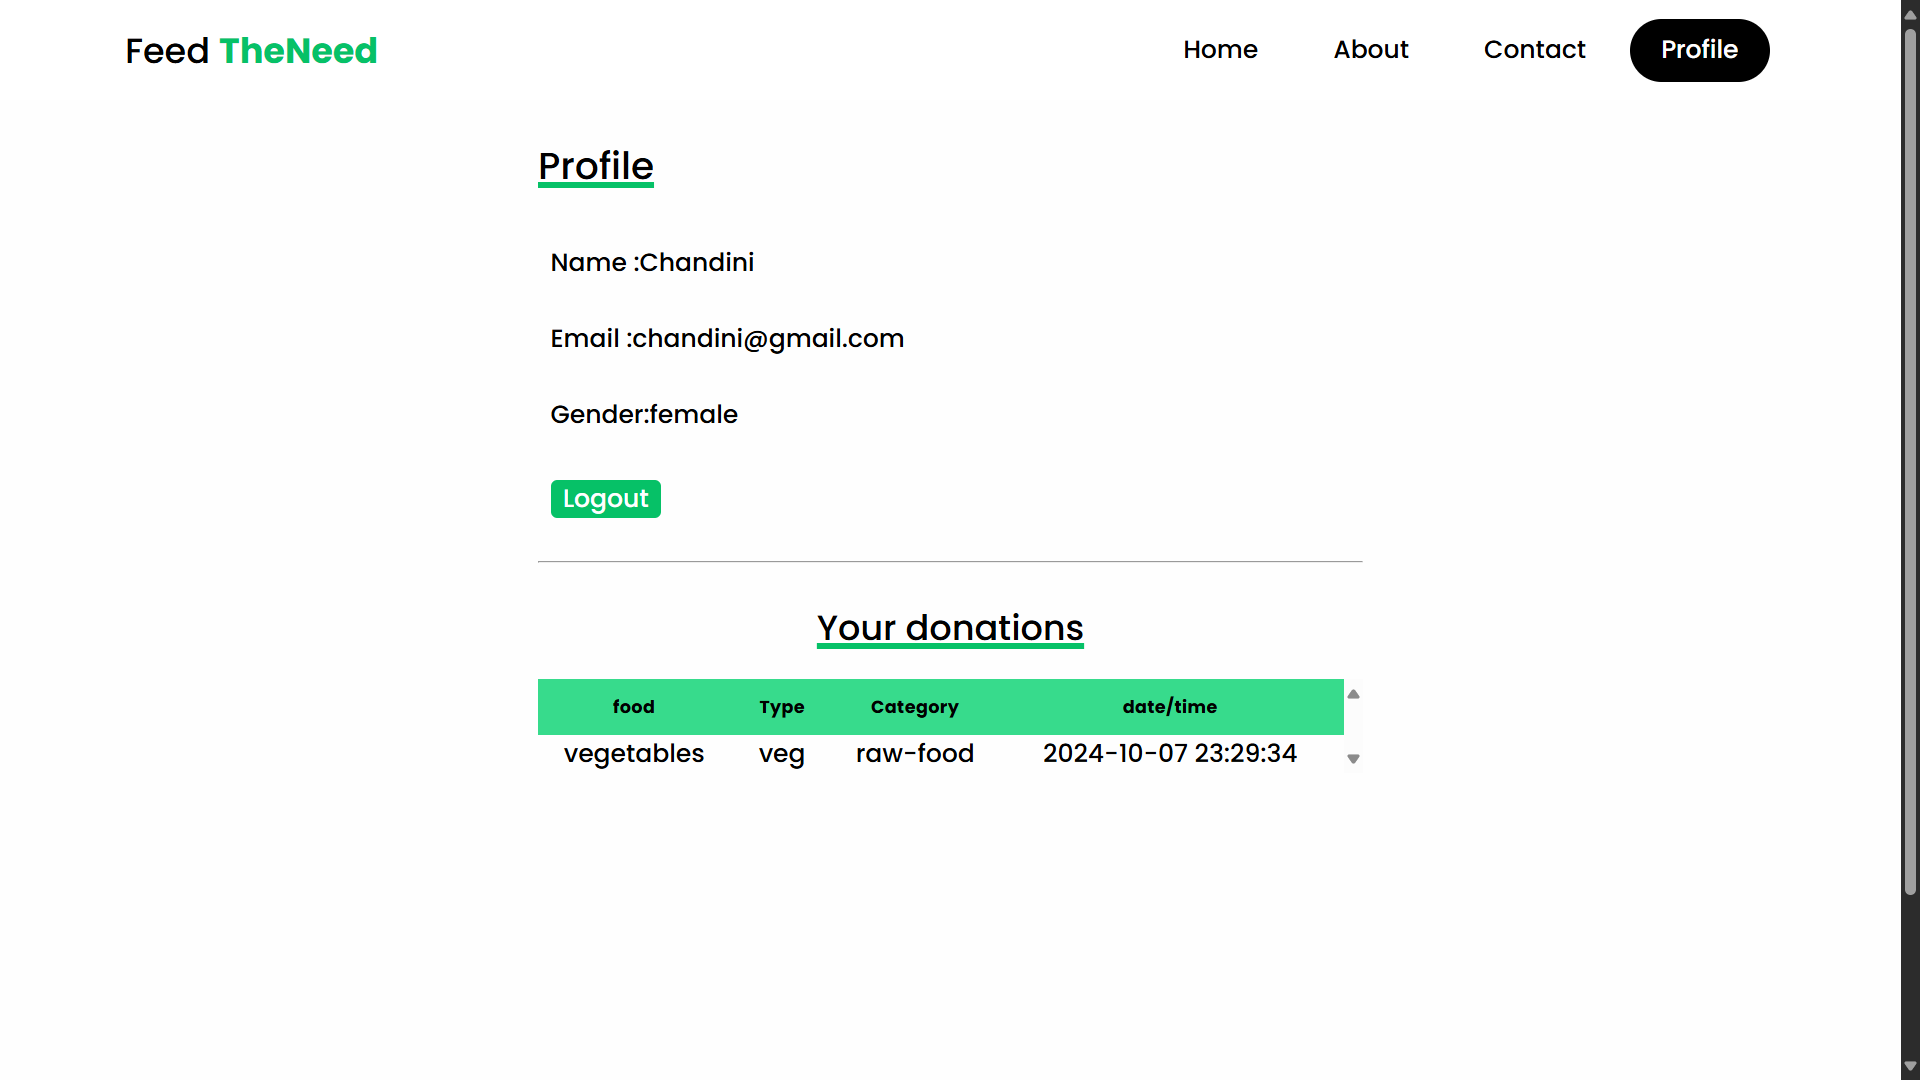 Feed TheNeed
Home About Contact Profile
Profile
Name :Chandini
Email :chandini@gmail.com
Gender:female
Logout
Your donations
food Type Category date/time
vegetables veg raw-food 2024-10-07 23:29:34